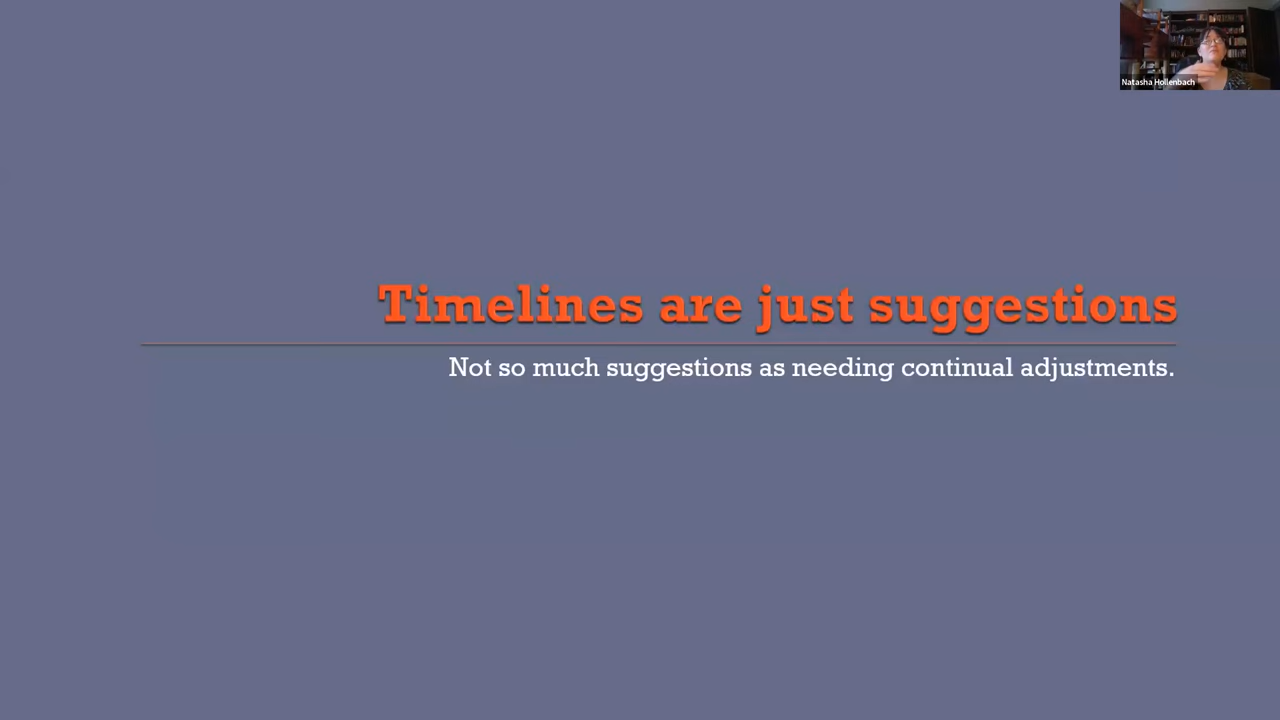 Natasha Hollenbach
Timelines are just suggestions
Not so much suggestions as needing continual adjustments.